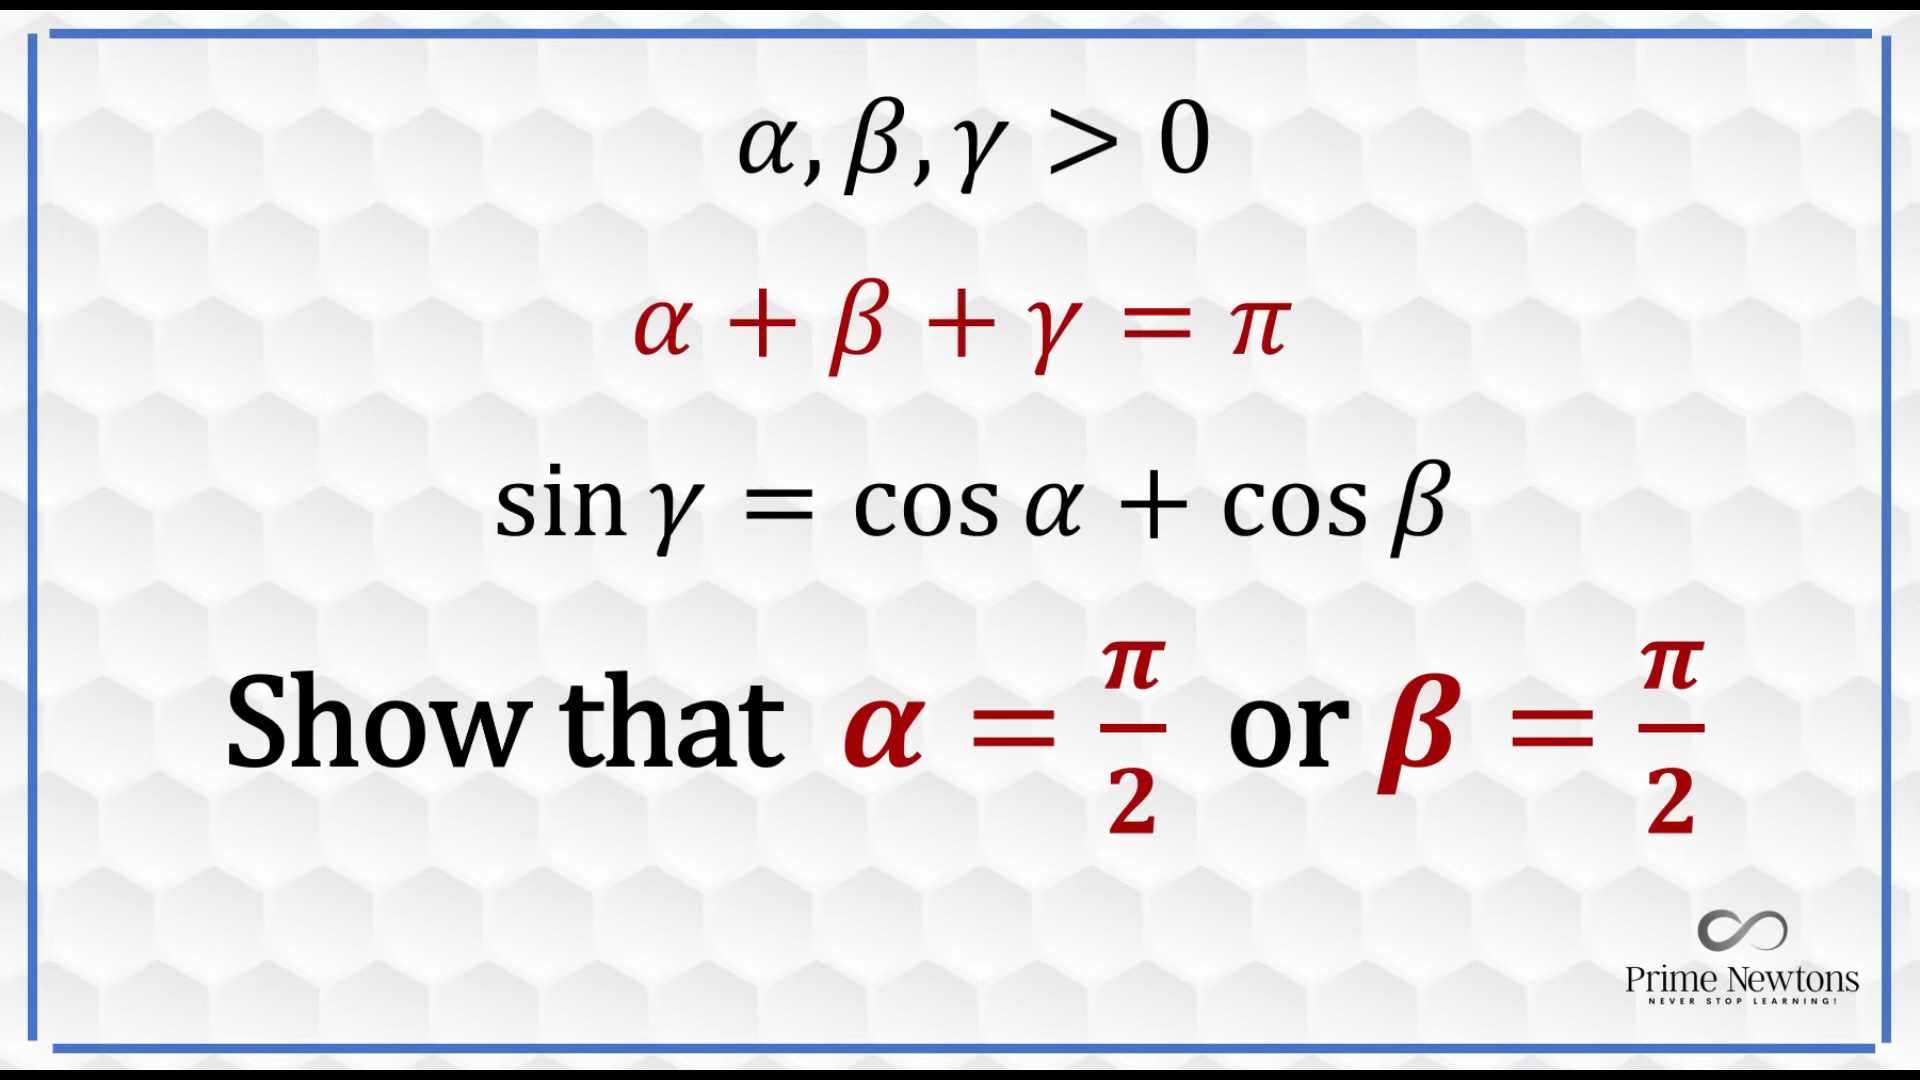 α, β, γ > 0
α + β + γ = π
sin γ = cos α + cos β
Show that α = π/2 or β = π/2
Prime Newtons
NEVER STOP LEARNING!